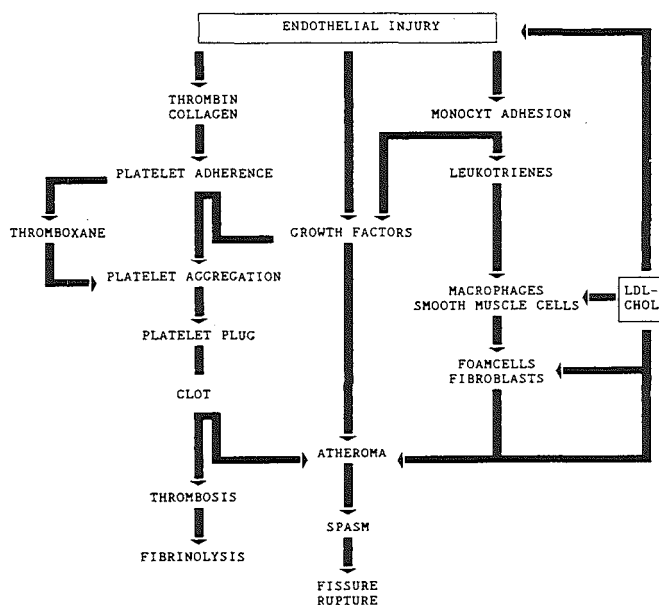 ENDOTHELIAL INJURY
THROMBIN
COLLAGEN
MONOCYT ADHESION
PLATELET ADHERENCE
LEUKOTRIENES
THROMBOXANE
GROWTH FACTORS
PLATELET AGGREGATION
MACROPHAGES
SMOOTH MUSCLE CELLS
LDL-
CHOL
PLATELET PLUG
FOAMCELLS
FIBROBLASTS
CLOT
ATHEROMA
THROMBOSIS
SPASM
FIBRINOLYSIS
FISSURE
RUPTURE